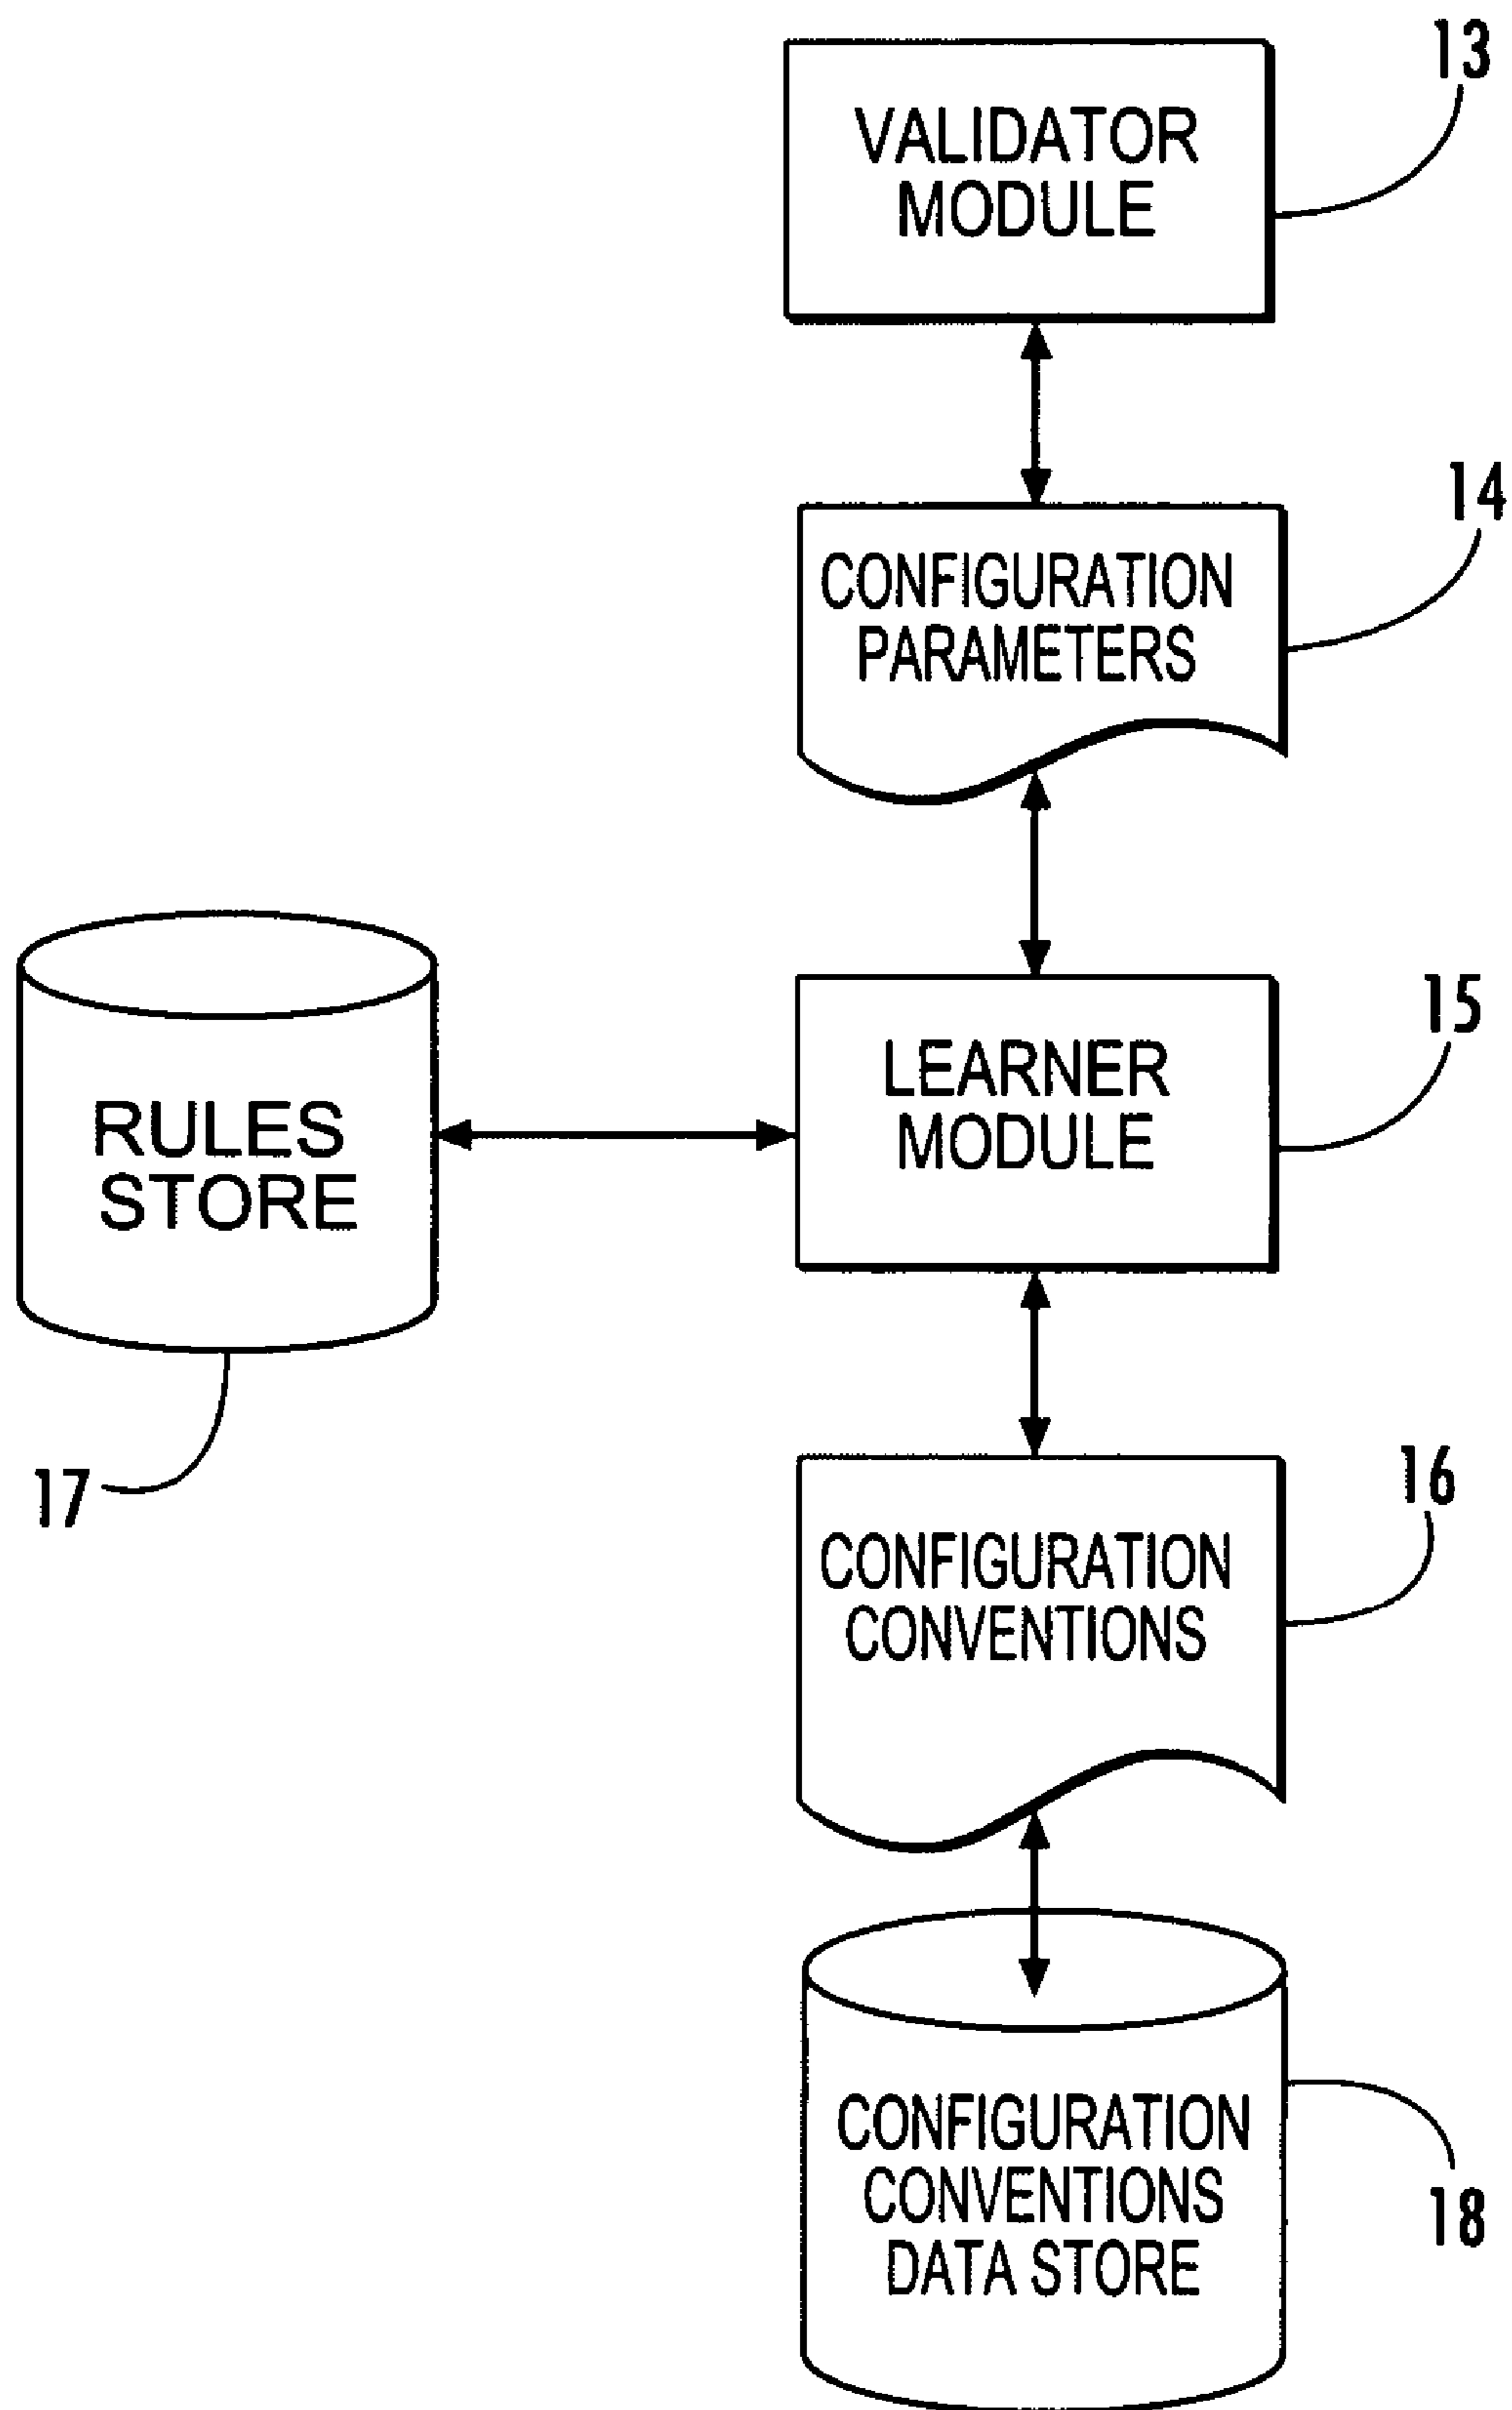 13
VALIDATOR
MODULE
14
CONFIGURATION
PARAMETERS
15
LEARNER
MODULE
RULES
STORE
17
16
CONFIGURATION
CONVENTIONS
CONFIGURATION
CONVENTIONS
DATA STORE
18